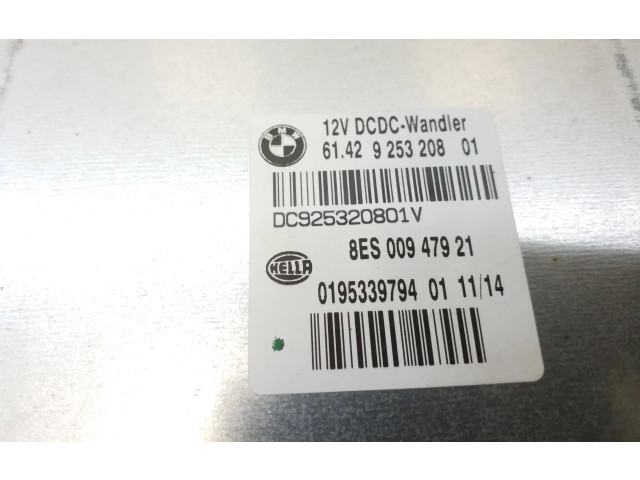 BMW
12V DCDC-Wandler
61.42 9 253 208 01
DC925320801V
8ES 009 479 21
HELLA
0195339794 01 11/14